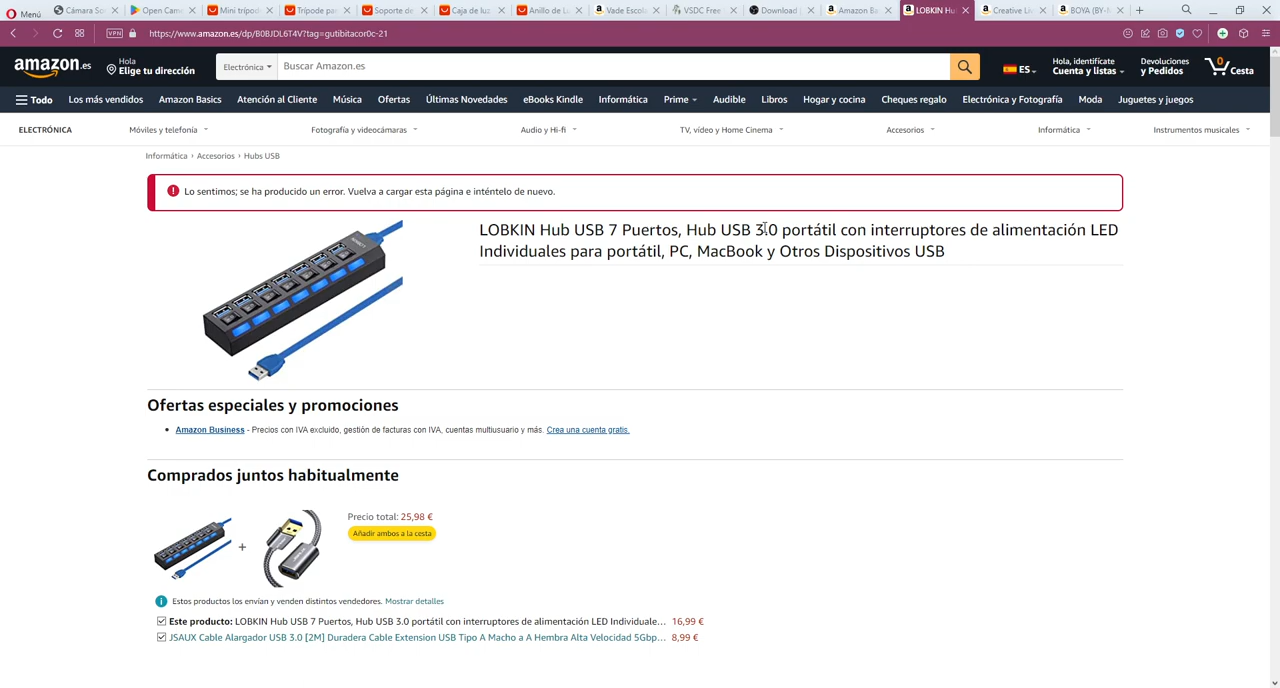 Menú
Cámara So
Open Cam
Mini trípod
Trípode pa
Soporte de
Caja de luz
Anillo de Lu
Vade Escola
VSDC Free
Download |
Amazon Ba
LOBKIN Hu
Creative Liv
BOYA (BY-
VPN
https://www.amazon.es/dp/B0BJDL6T4V?tag=gutibitacor0c-21
amazon.es
Hola
Elige tu dirección
Electrónica
Buscar Amazon.es
ES
Hola, identifícate
Cuenta y listas
Devoluciones
y Pedidos
0
Cesta
Todo
Los más vendidos
Amazon Basics
Atención al Cliente
Música
Ofertas
Últimas Novedades
eBooks Kindle
Informática
Prime
Audible
Libros
Hogar y cocina
Cheques regalo
Electrónica y Fotografía
Moda
Juguetes y juegos
ELECTRÓNICA
Móviles y telefonía
Fotografía y videocámaras
Audio y Hi-fi
TV, vídeo y Home Cinema
Accesorios
Informática
Instrumentos musicales
Informática › Accesorios › Hubs USB
Lo sentimos; se ha producido un error. Vuelva a cargar esta página e inténtelo de nuevo.
LOBKIN Hub USB 7 Puertos, Hub USB 3.0 portátil con interruptores de alimentación LED
Individuales para portátil, PC, MacBook y Otros Dispositivos USB
Ofertas especiales y promociones
• Amazon Business - Precios con IVA excluido, gestión de facturas con IVA, cuentas multiusuario y más. Crea una cuenta gratis.
Comprados juntos habitualmente
+
Precio total: 25,98 €
Añadir ambos a la cesta
Estos productos los envían y venden distintos vendedores. Mostrar detalles
Este producto: LOBKIN Hub USB 7 Puertos, Hub USB 3.0 portátil con interruptores de alimentación LED Individuale… 16,99 €
JSAUX Cable Alargador USB 3.0 [2M] Duradera Cable Extension USB Tipo A Macho a A Hembra Alta Velocidad 5Gbp… 8,99 €